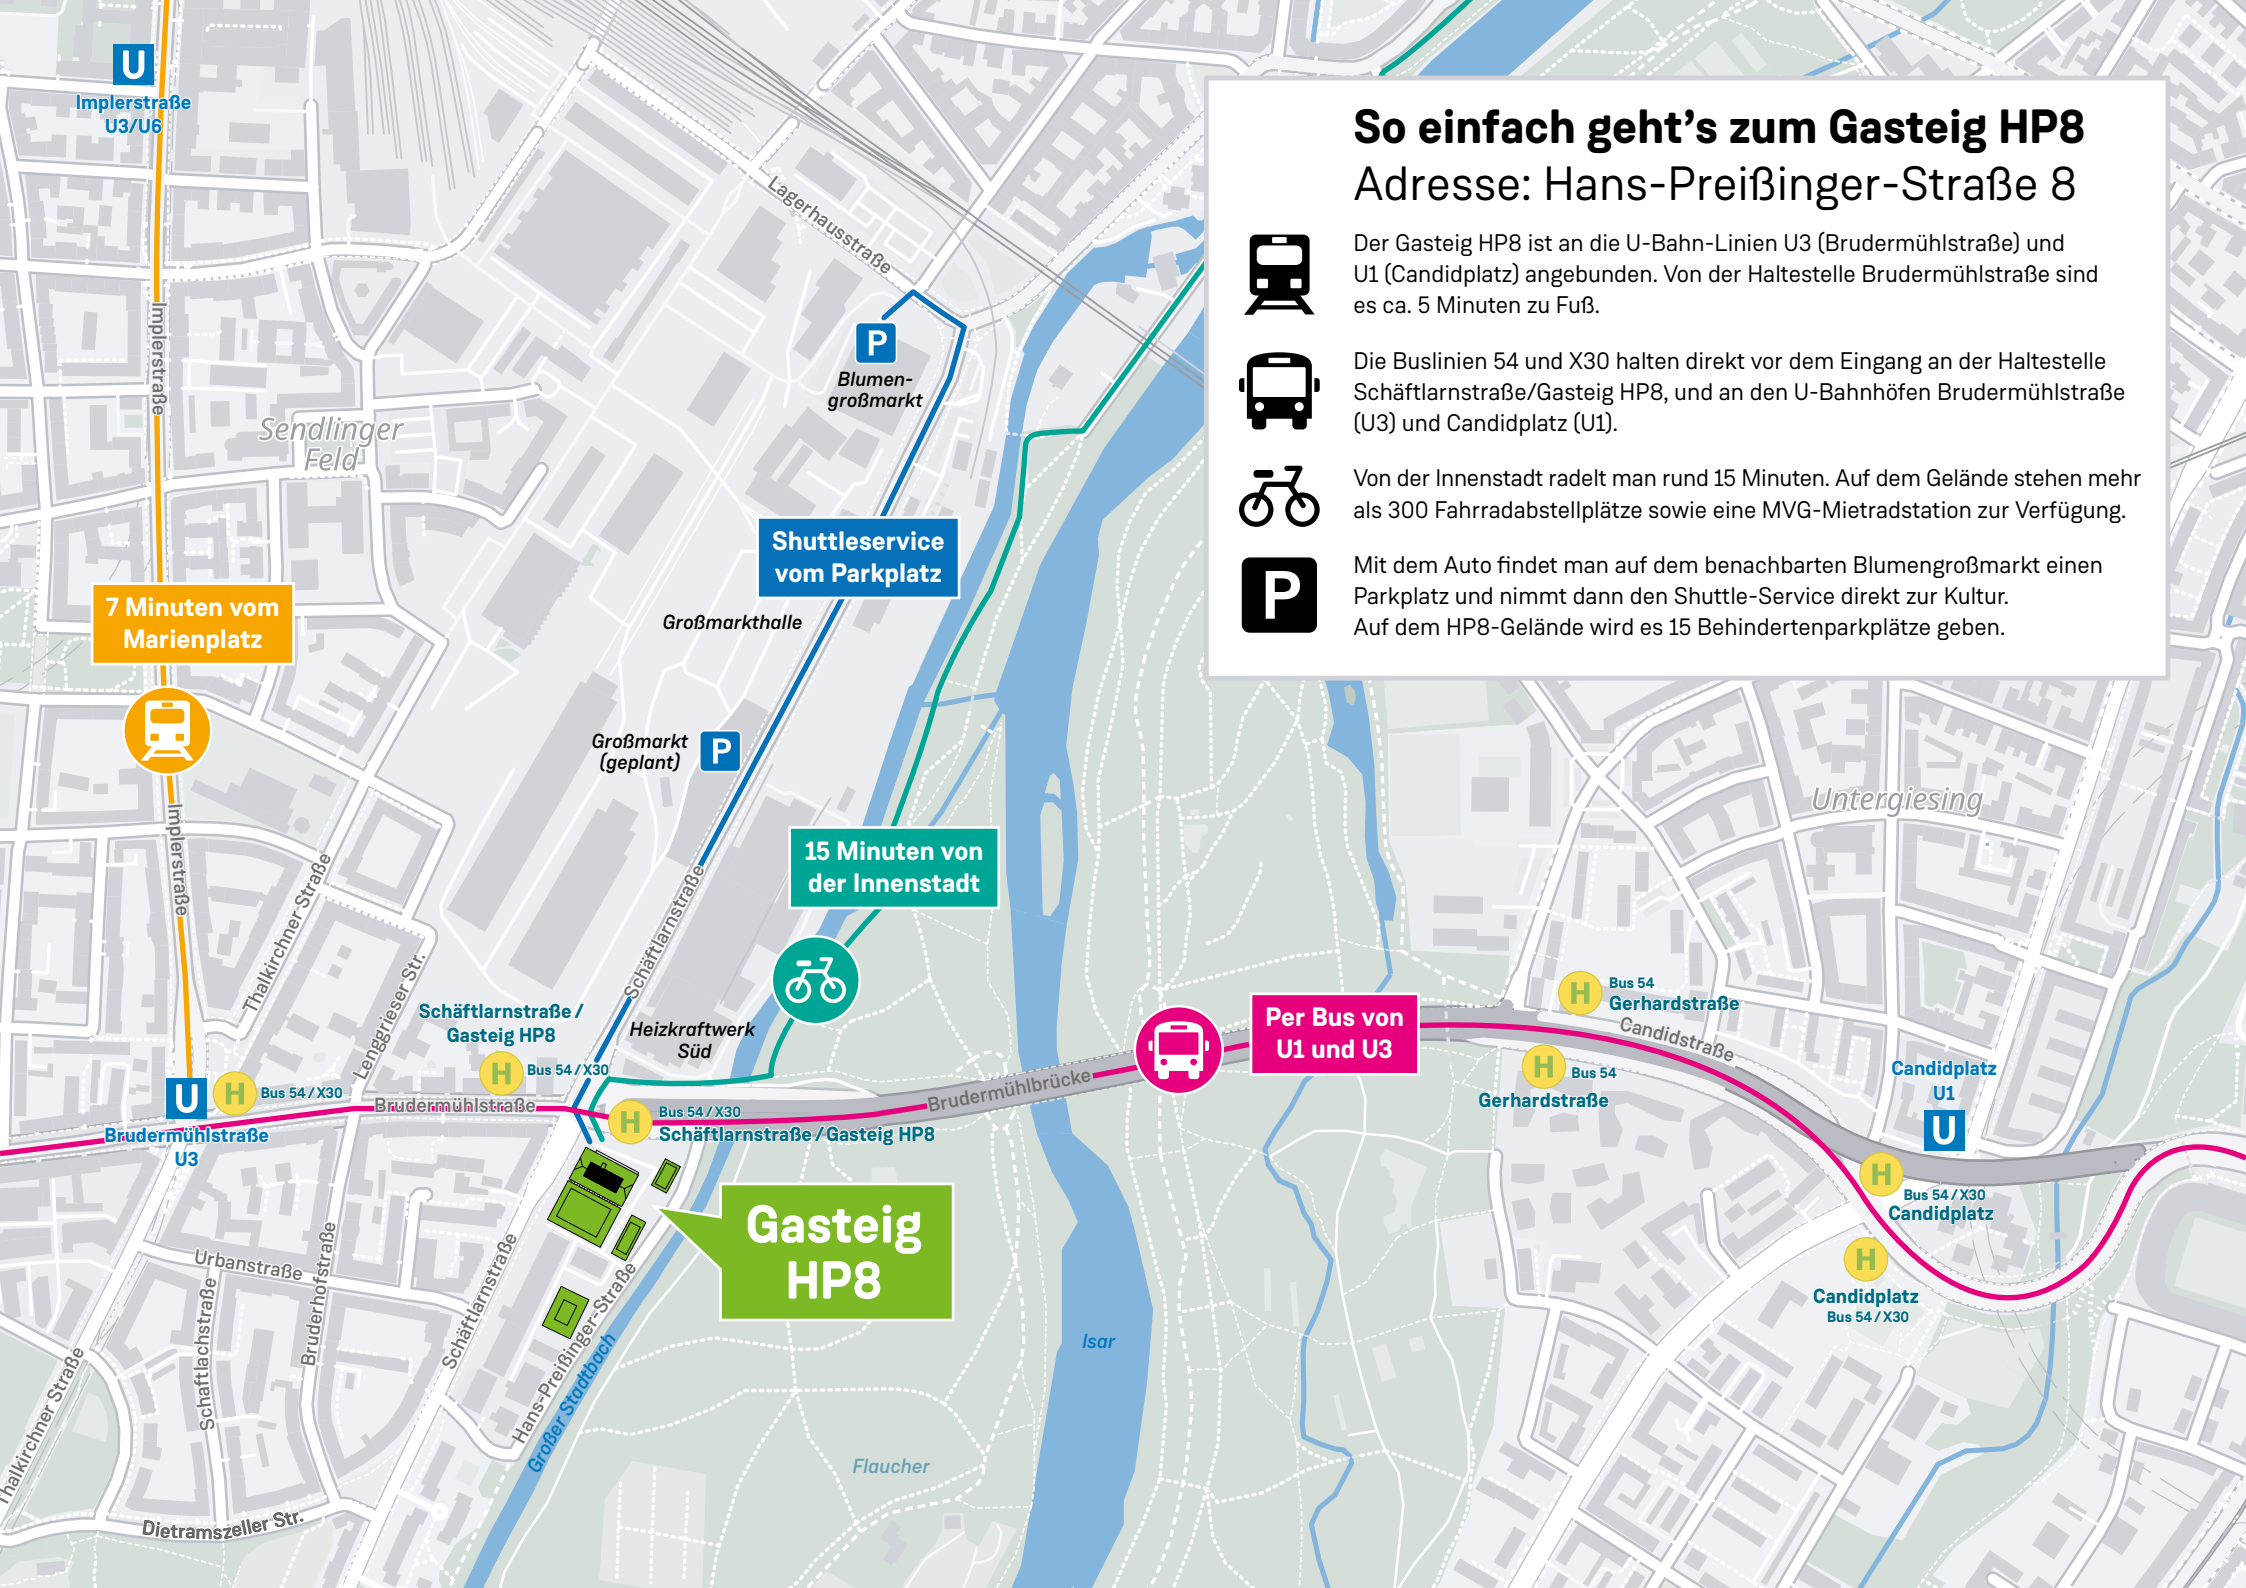 So einfach geht's zum Gasteig HP8
Adresse: Hans-Preißinger-Straße 8
Der Gasteig HP8 ist an die U-Bahn-Linien U3 (Brudermühlstraße) und
U1 (Candidplatz) angebunden. Von der Haltestelle Brudermühlstraße sind
es ca. 5 Minuten zu Fuß.
Die Buslinien 54 und X30 halten direkt vor dem Eingang an der Haltestelle
Schäftlarnstraße/Gasteig HP8, und an den U-Bahnhöfen Brudermühlstraße
(U3) und Candidplatz (U1).
Von der Innenstadt radelt man rund 15 Minuten. Auf dem Gelände stehen mehr
als 300 Fahrradabstellplätze sowie eine MVG-Mietradstation zur Verfügung.
P
Mit dem Auto findet man auf dem benachbarten Blumengroßmarkt einen
Parkplatz und nimmt dann den Shuttle-Service direkt zur Kultur.
Auf dem HP8-Gelände wird es 15 Behindertenparkplätze geben.
U
Implerstraße
U3/U6
Lagerhausstraße
Implerstraße
P
Blumen-
großmarkt
Sendlinger
Feld
Shuttleservice
vom Parkplatz
7 Minuten vom
Marienplatz
Großmarkthalle
Großmarkt
(geplant)
P
Untergiesing
Implerstraße
15 Minuten von
der Innenstadt
Thalkirchner Straße
Lenggrieser Str.
Schäftlarnstraße
Schäftlarnstraße /
Gasteig HP8
H
Bus 54 / X30
Heizkraftwerk
Süd
Per Bus von
U1 und U3
H
Bus 54
Gerhardstraße
Candidstraße
H
Bus 54
Gerhardstraße
Candidplatz
U1
U
U
H
Bus 54 / X30
Brudermühlstraße
U3
Brudermühlstraße
H
Bus 54 / X30
Schäftlarnstraße / Gasteig HP8
Brudermühlbrücke
H
Bus 54 / X30
Candidplatz
H
Candidplatz
Bus 54 / X30
Gasteig
HP8
Urbanstraße
Schaftlachstraße
Bruderhofstraße
Schäftlarnstraße
Hans-Preißinger-Straße
Großer Stadtbach
Isar
Flaucher
Thalkirchner Straße
Dietramszeller Str.